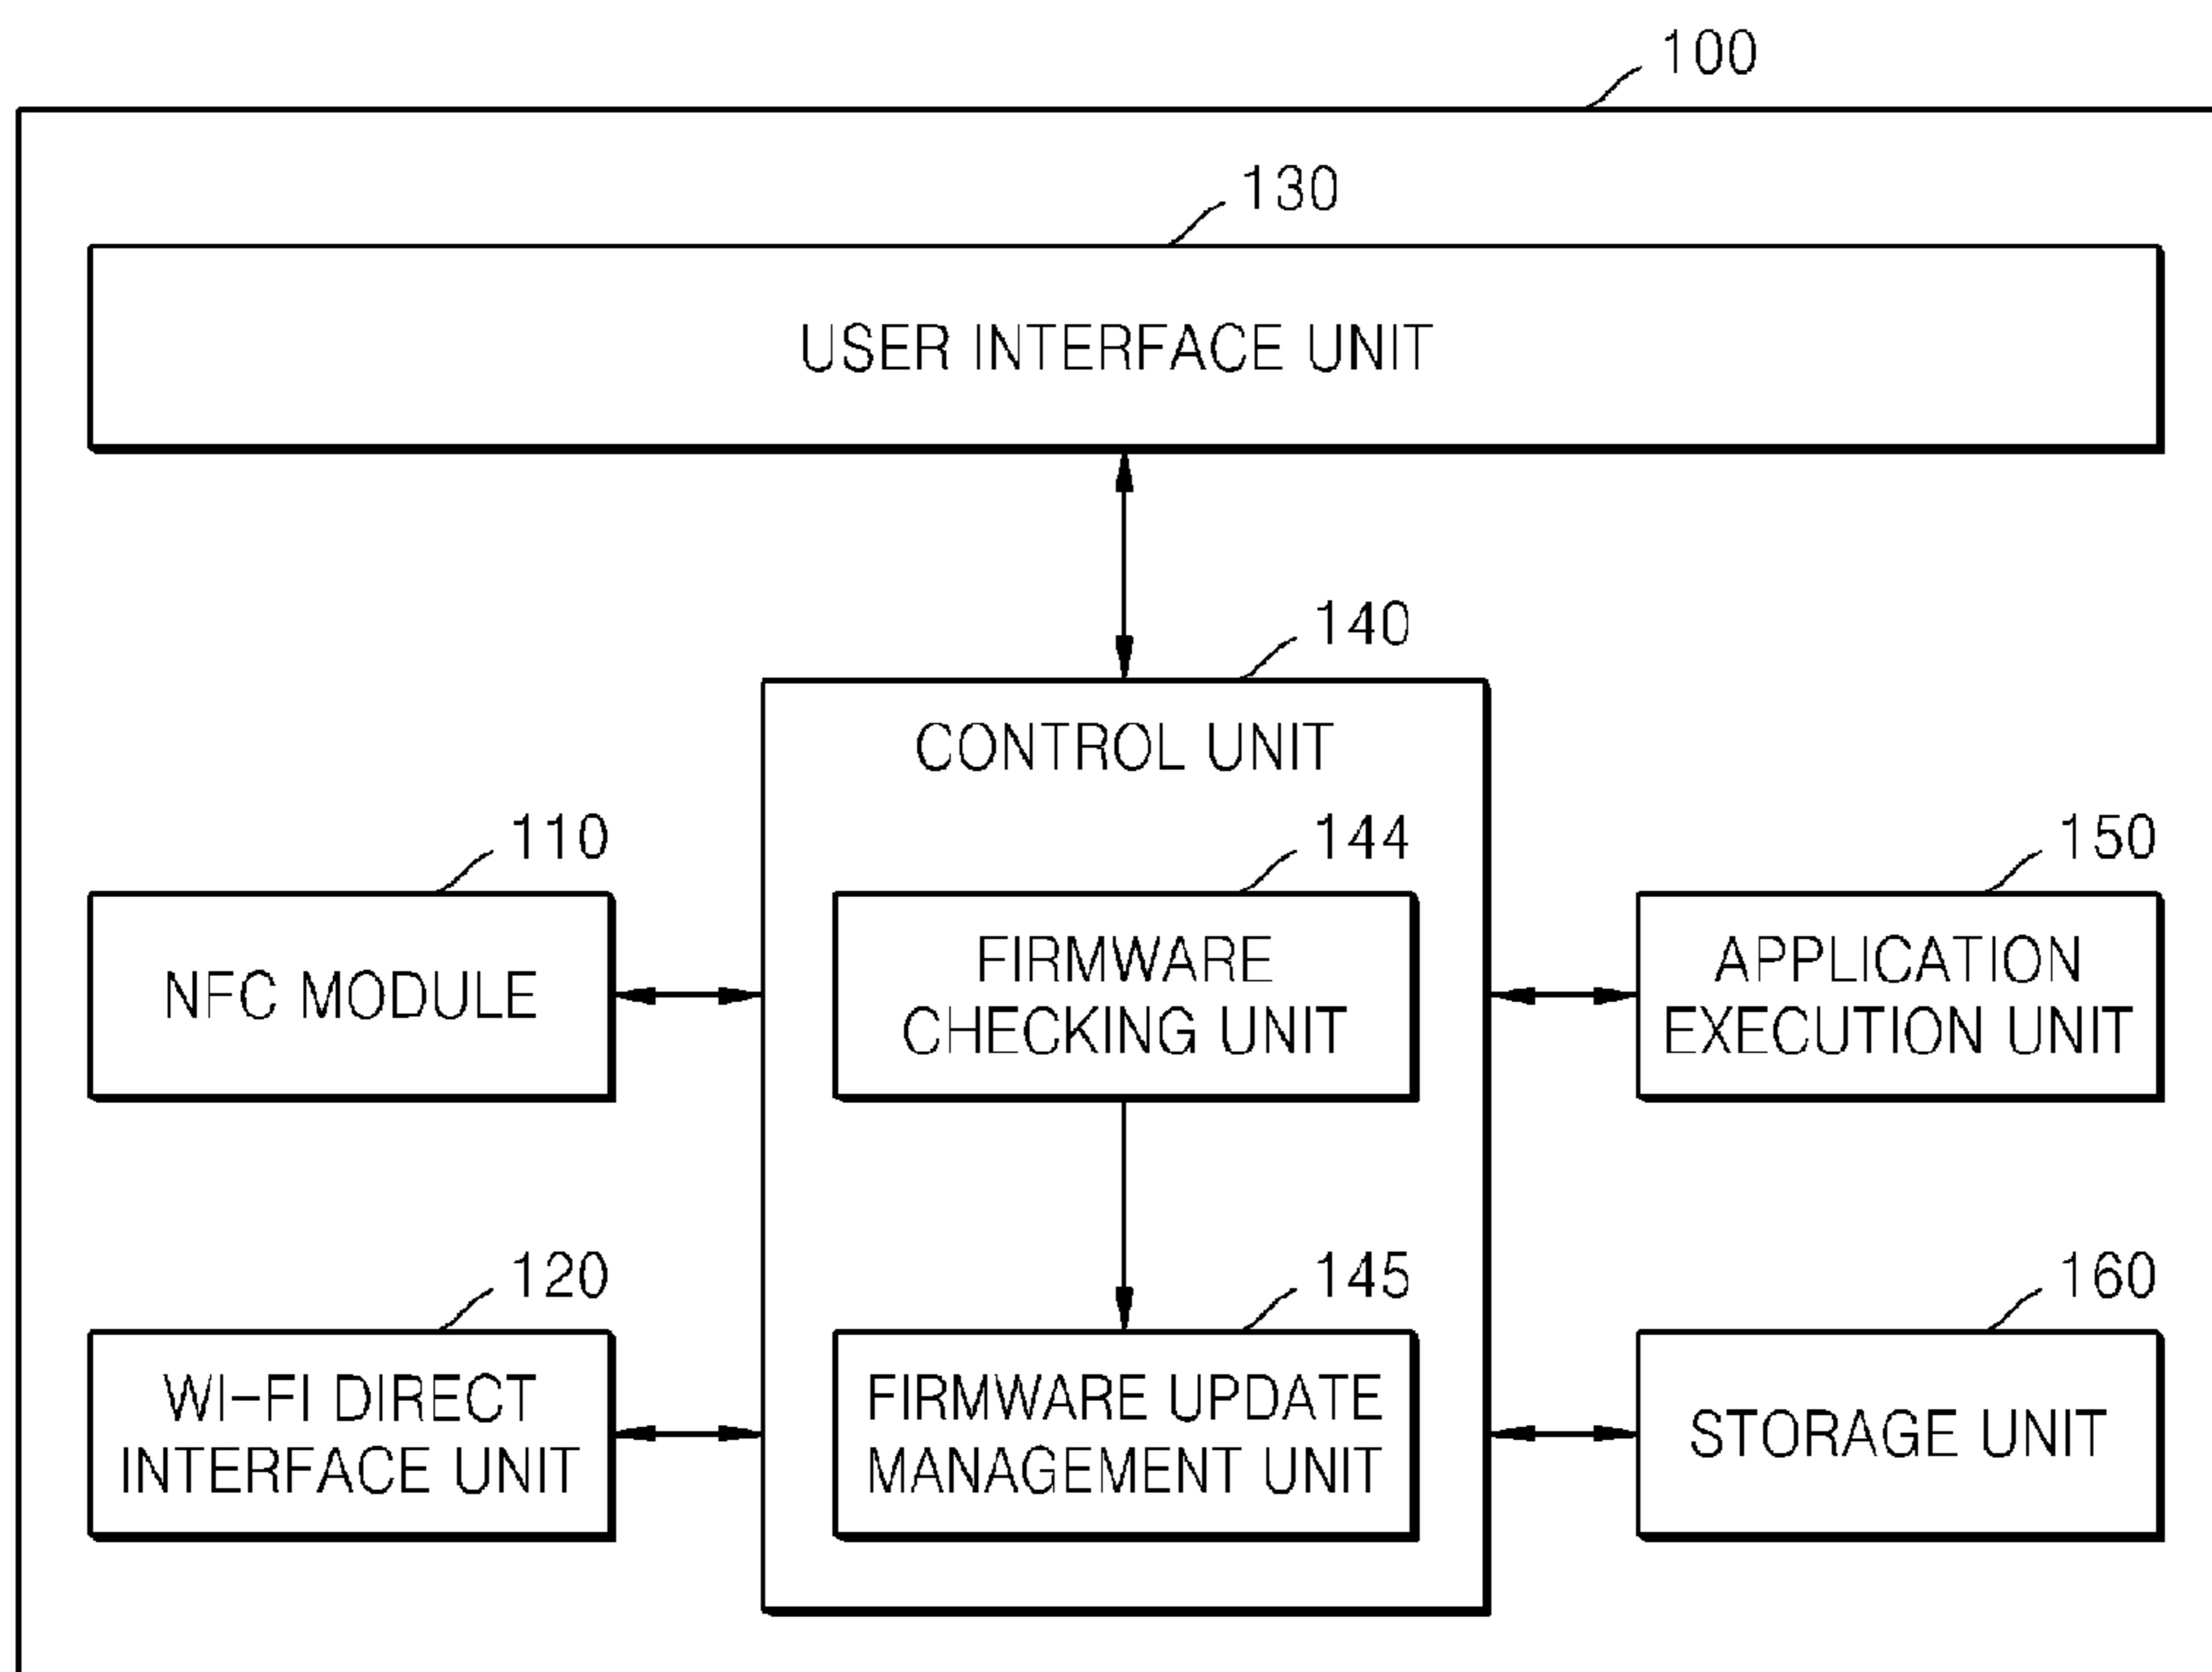 100
130
USER INTERFACE UNIT
140
CONTROL UNIT
110
144
150
NFC MODULE
FIRMWARE
CHECKING UNIT
APPLICATION
EXECUTION UNIT
120
145
160
WI-FI DIRECT
INTERFACE UNIT
FIRMWARE UPDATE
MANAGEMENT UNIT
STORAGE UNIT